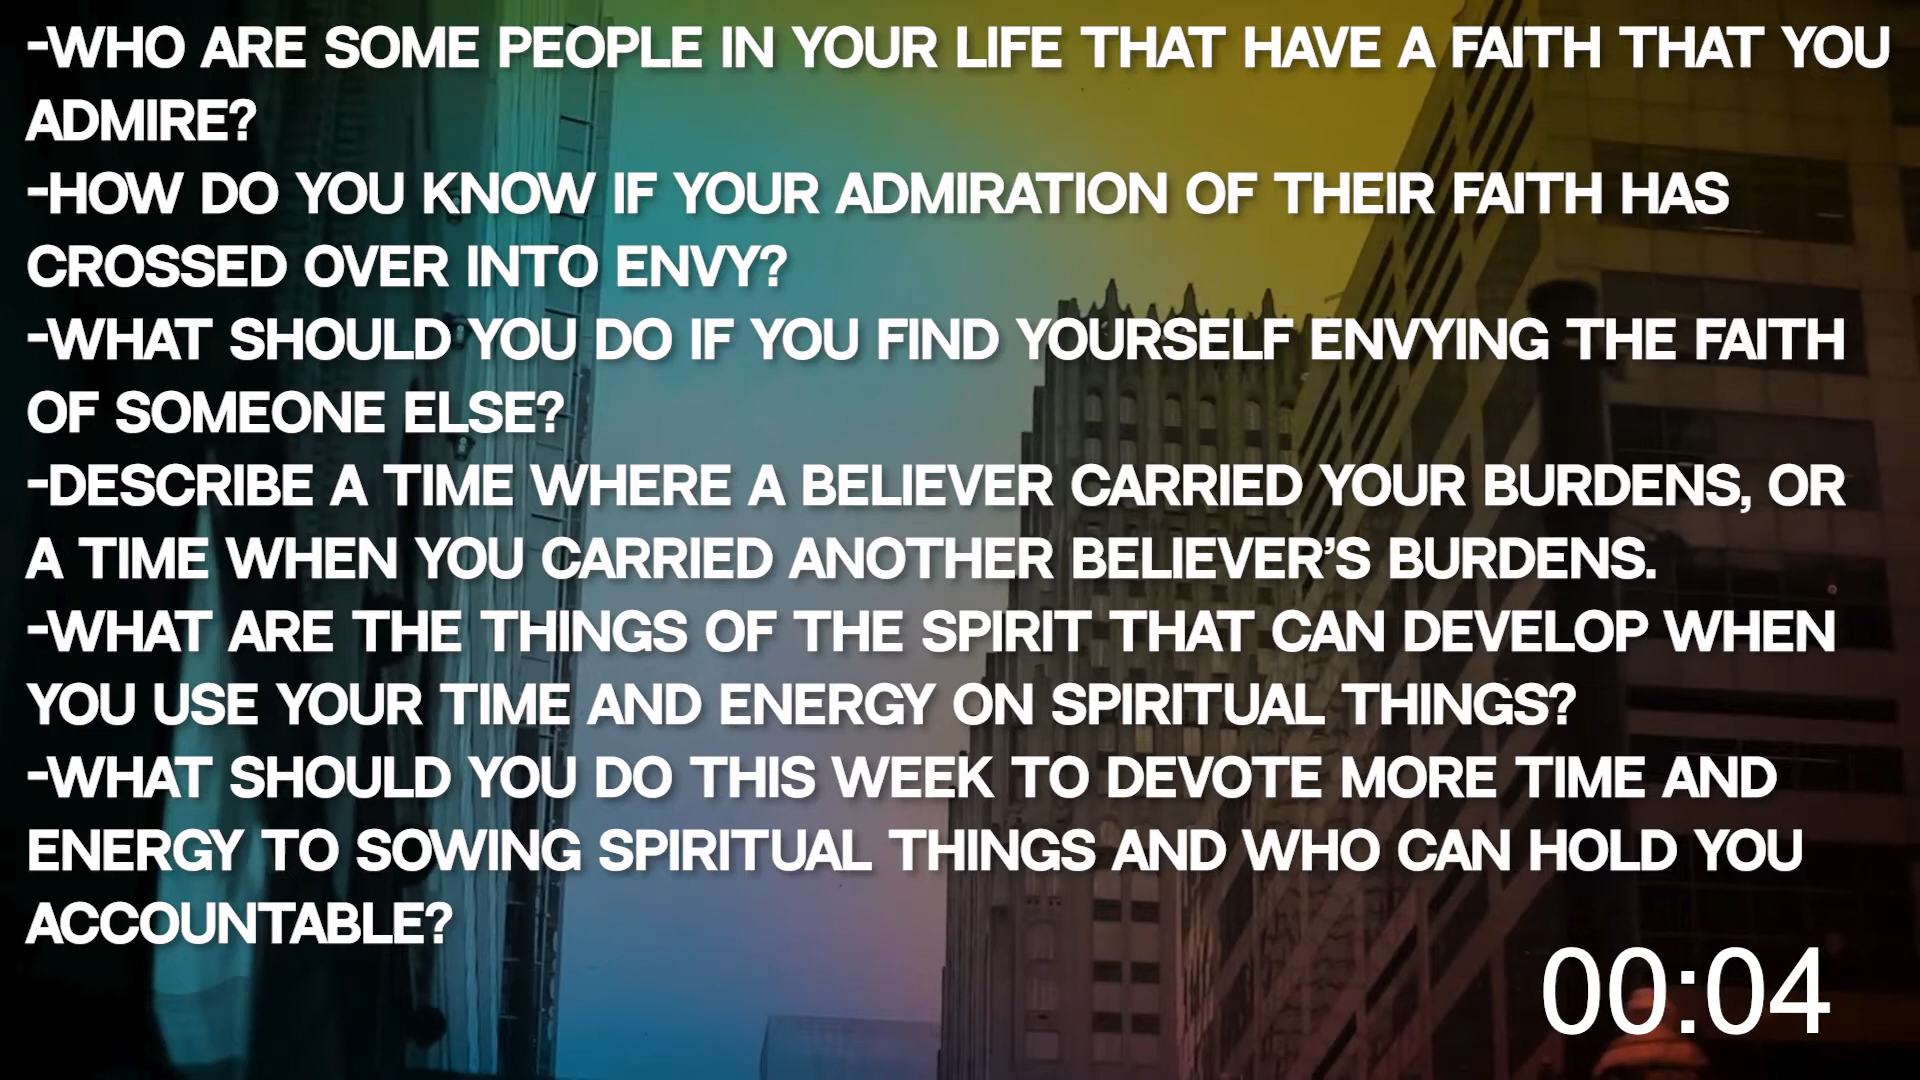 -WHO ARE SOME PEOPLE IN YOUR LIFE THAT HAVE A FAITH THAT YOU
ADMIRE?
-HOW DO YOU KNOW IF YOUR ADMIRATION OF THEIR FAITH HAS
CROSSED OVER INTO ENVY?
-WHAT SHOULD YOU DO IF YOU FIND YOURSELF ENVYING THE FAITH
OF SOMEONE ELSE?
-DESCRIBE A TIME WHERE A BELIEVER CARRIED YOUR BURDENS, OR
A TIME WHEN YOU CARRIED ANOTHER BELIEVER’S BURDENS.
-WHAT ARE THE THINGS OF THE SPIRIT THAT CAN DEVELOP WHEN
YOU USE YOUR TIME AND ENERGY ON SPIRITUAL THINGS?
-WHAT SHOULD YOU DO THIS WEEK TO DEVOTE MORE TIME AND
ENERGY TO SOWING SPIRITUAL THINGS AND WHO CAN HOLD YOU
ACCOUNTABLE?
00:04